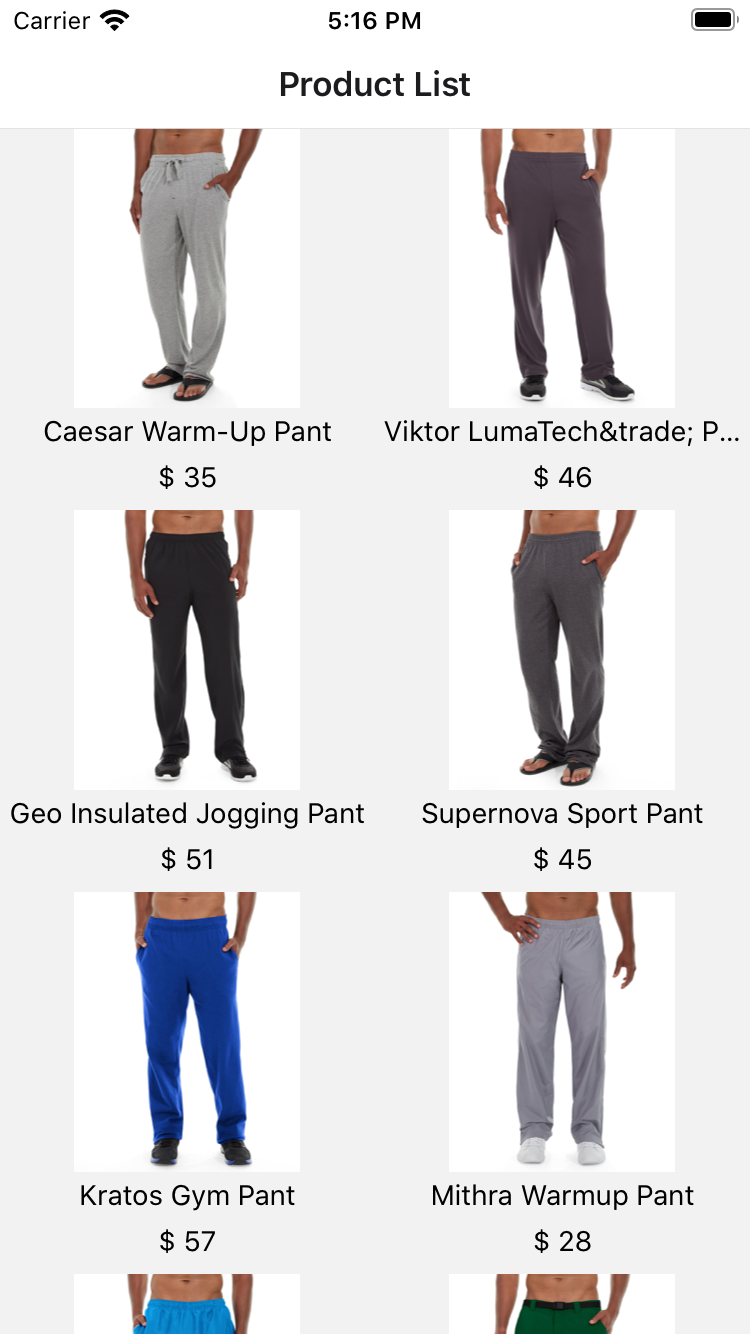 Carrier 5:16 PM
Product List
Caesar Warm-Up Pant
$ 35
Viktor LumaTech&trade; P...
$ 46
Geo Insulated Jogging Pant
$ 51
Supernova Sport Pant
$ 45
Kratos Gym Pant
$ 57
Mithra Warmup Pant
$ 28